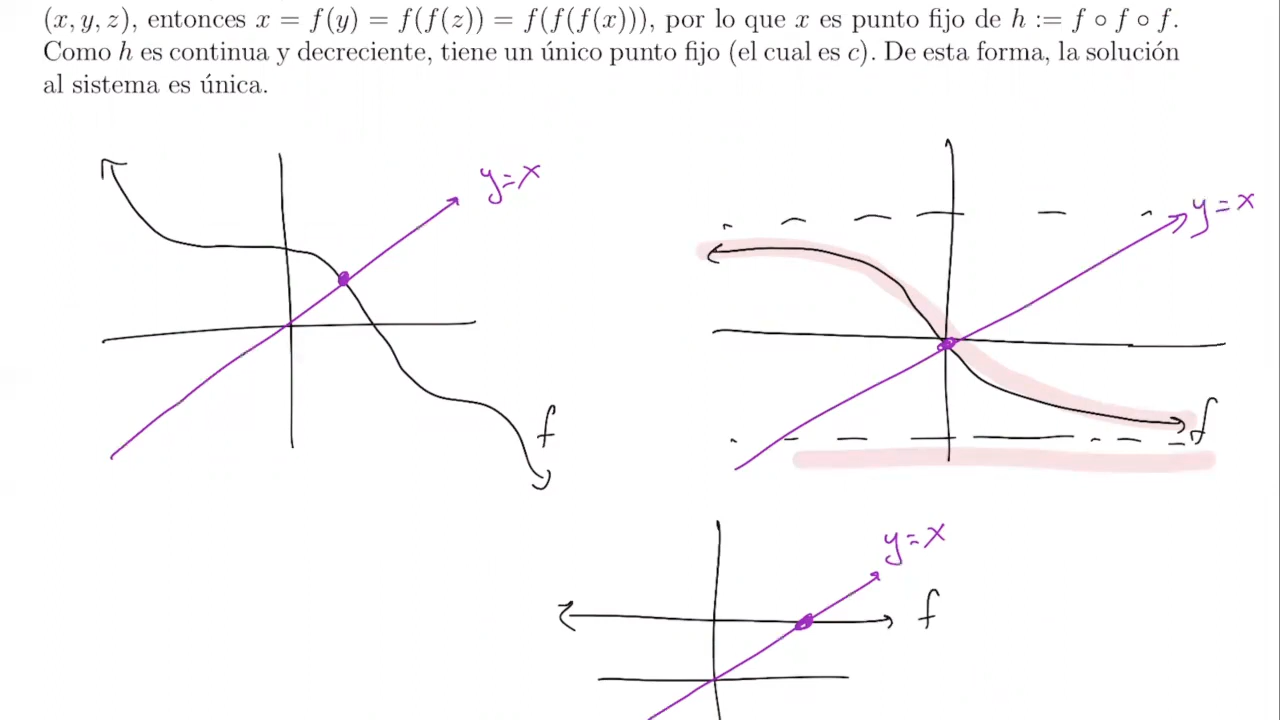 (x, y, z), entonces x = f(y) = f(f(z)) = f(f(f(x))), por lo que x es punto fijo de h := f ∘ f ∘ f.
Como h es continua y decreciente, tiene un único punto fijo (el cual es c). De esta forma, la solución
al sistema es única.
y=x
f
y=x
f
y=x
f